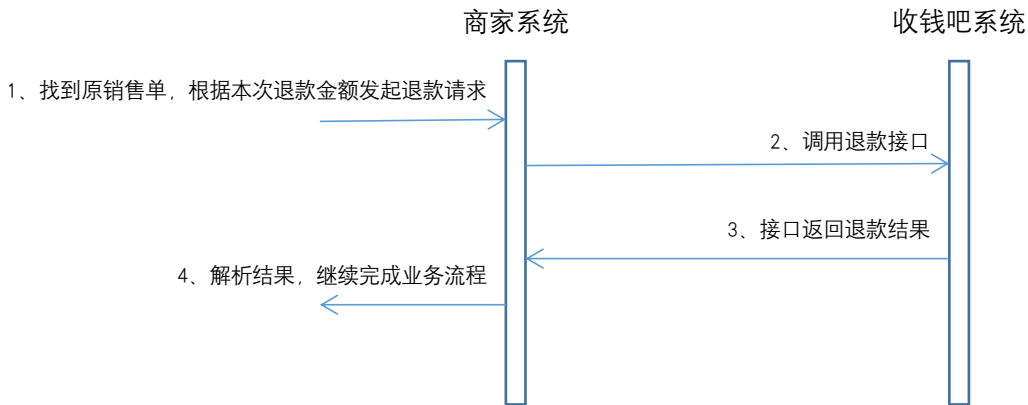 商家系统
收钱吧系统
1、找到原销售单，根据本次退款金额发起退款请求
2、调用退款接口
3、接口返回退款结果
4、解析结果，继续完成业务流程